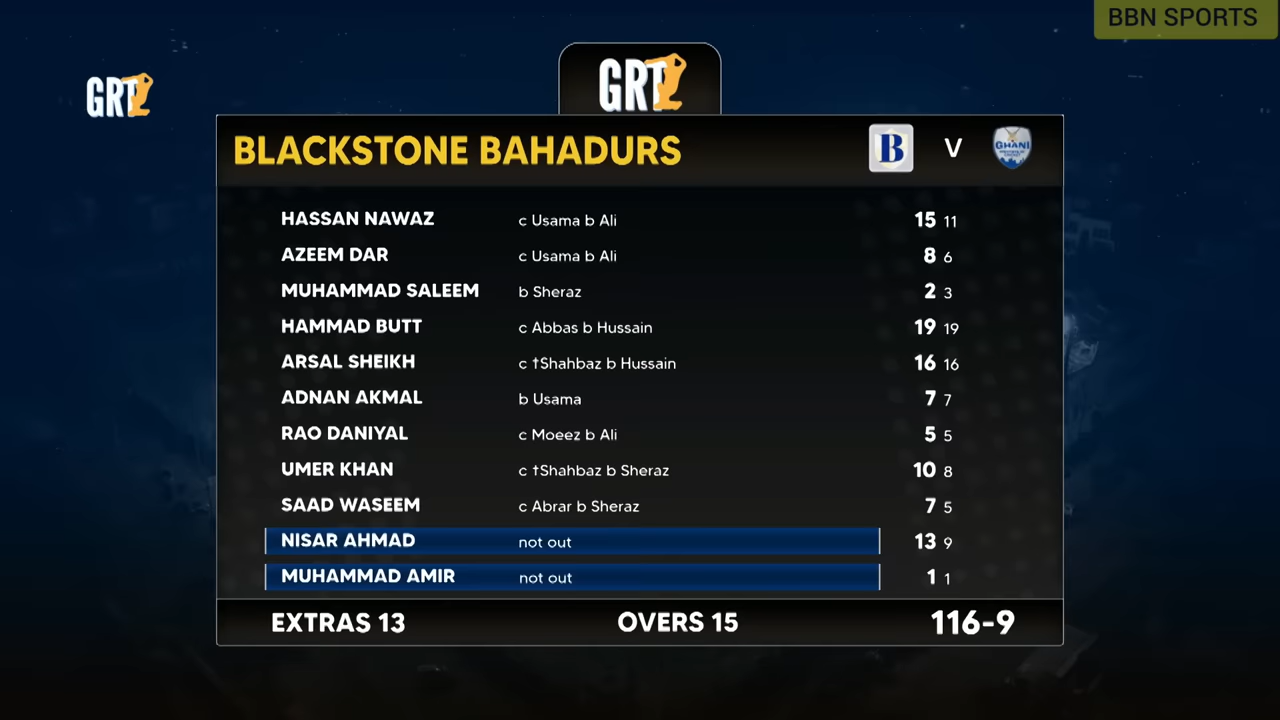 BBN SPORTS
GRT
GRT
BLACKSTONE BAHADURS B V GHANI
HASSAN NAWAZ c Usama b Ali 15 11
AZEEM DAR c Usama b Ali 8 6
MUHAMMAD SALEEM b Sheraz 2 3
HAMMAD BUTT c Abbas b Hussain 19 19
ARSAL SHEIKH c †Shahbaz b Hussain 16 16
ADNAN AKMAL b Usama 7 7
RAO DANIYAL c Moeez b Ali 5 5
UMER KHAN c †Shahbaz b Sheraz 10 8
SAAD WASEEM c Abrar b Sheraz 7 5
NISAR AHMAD not out 13 9
MUHAMMAD AMIR not out 1 1
EXTRAS 13 OVERS 15 116-9